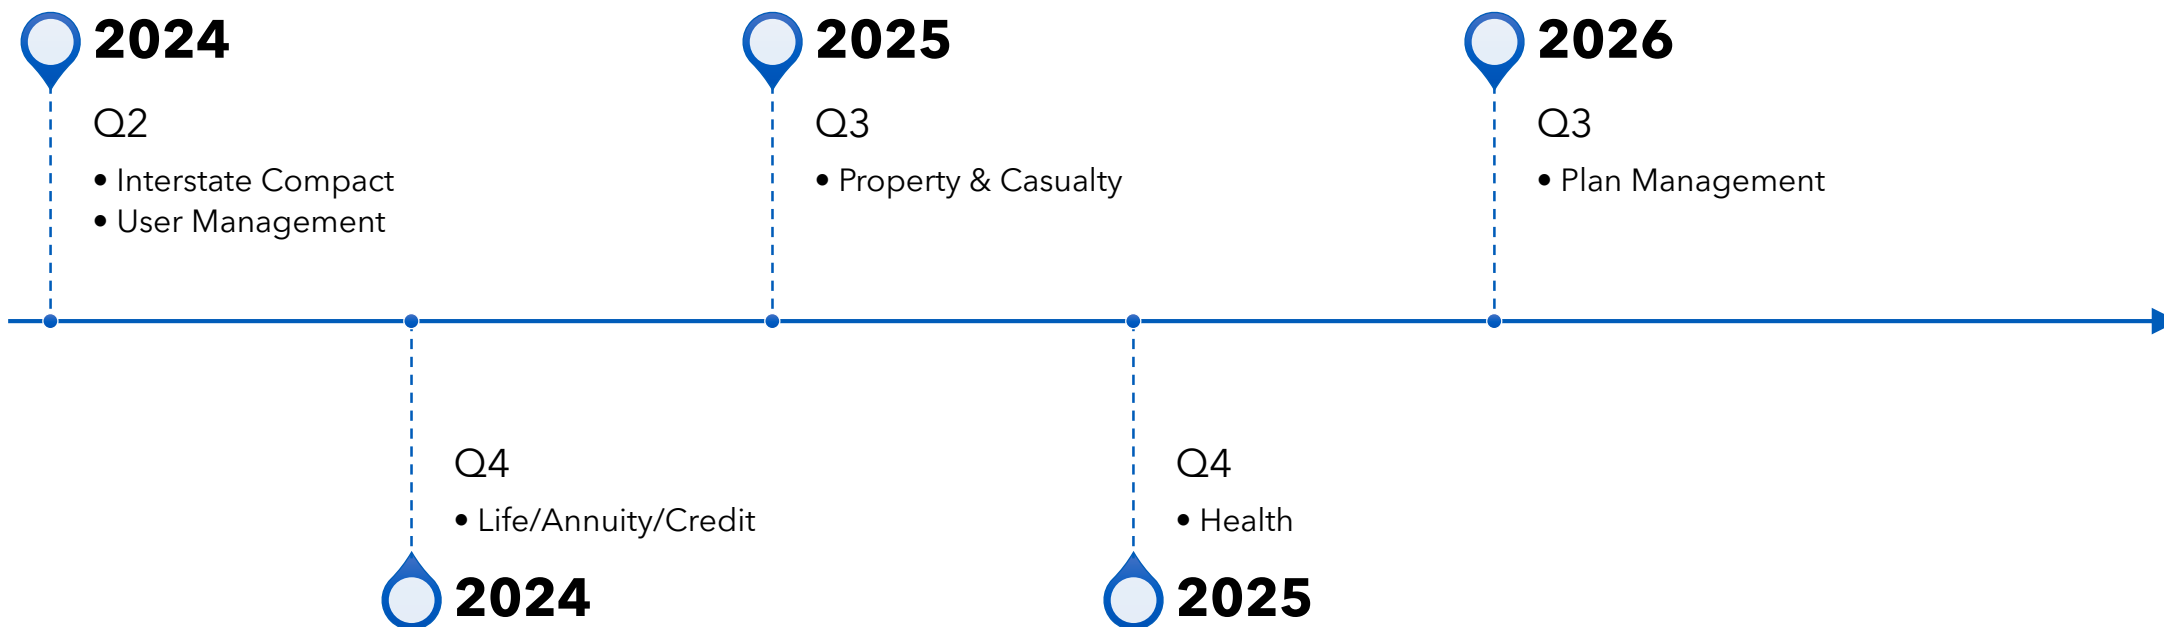 2024
Q2
• Interstate Compact
• User Management
Q4
• Life/Annuity/Credit
2024
2025
Q3
• Property & Casualty
Q4
• Health
2025
2026
Q3
• Plan Management